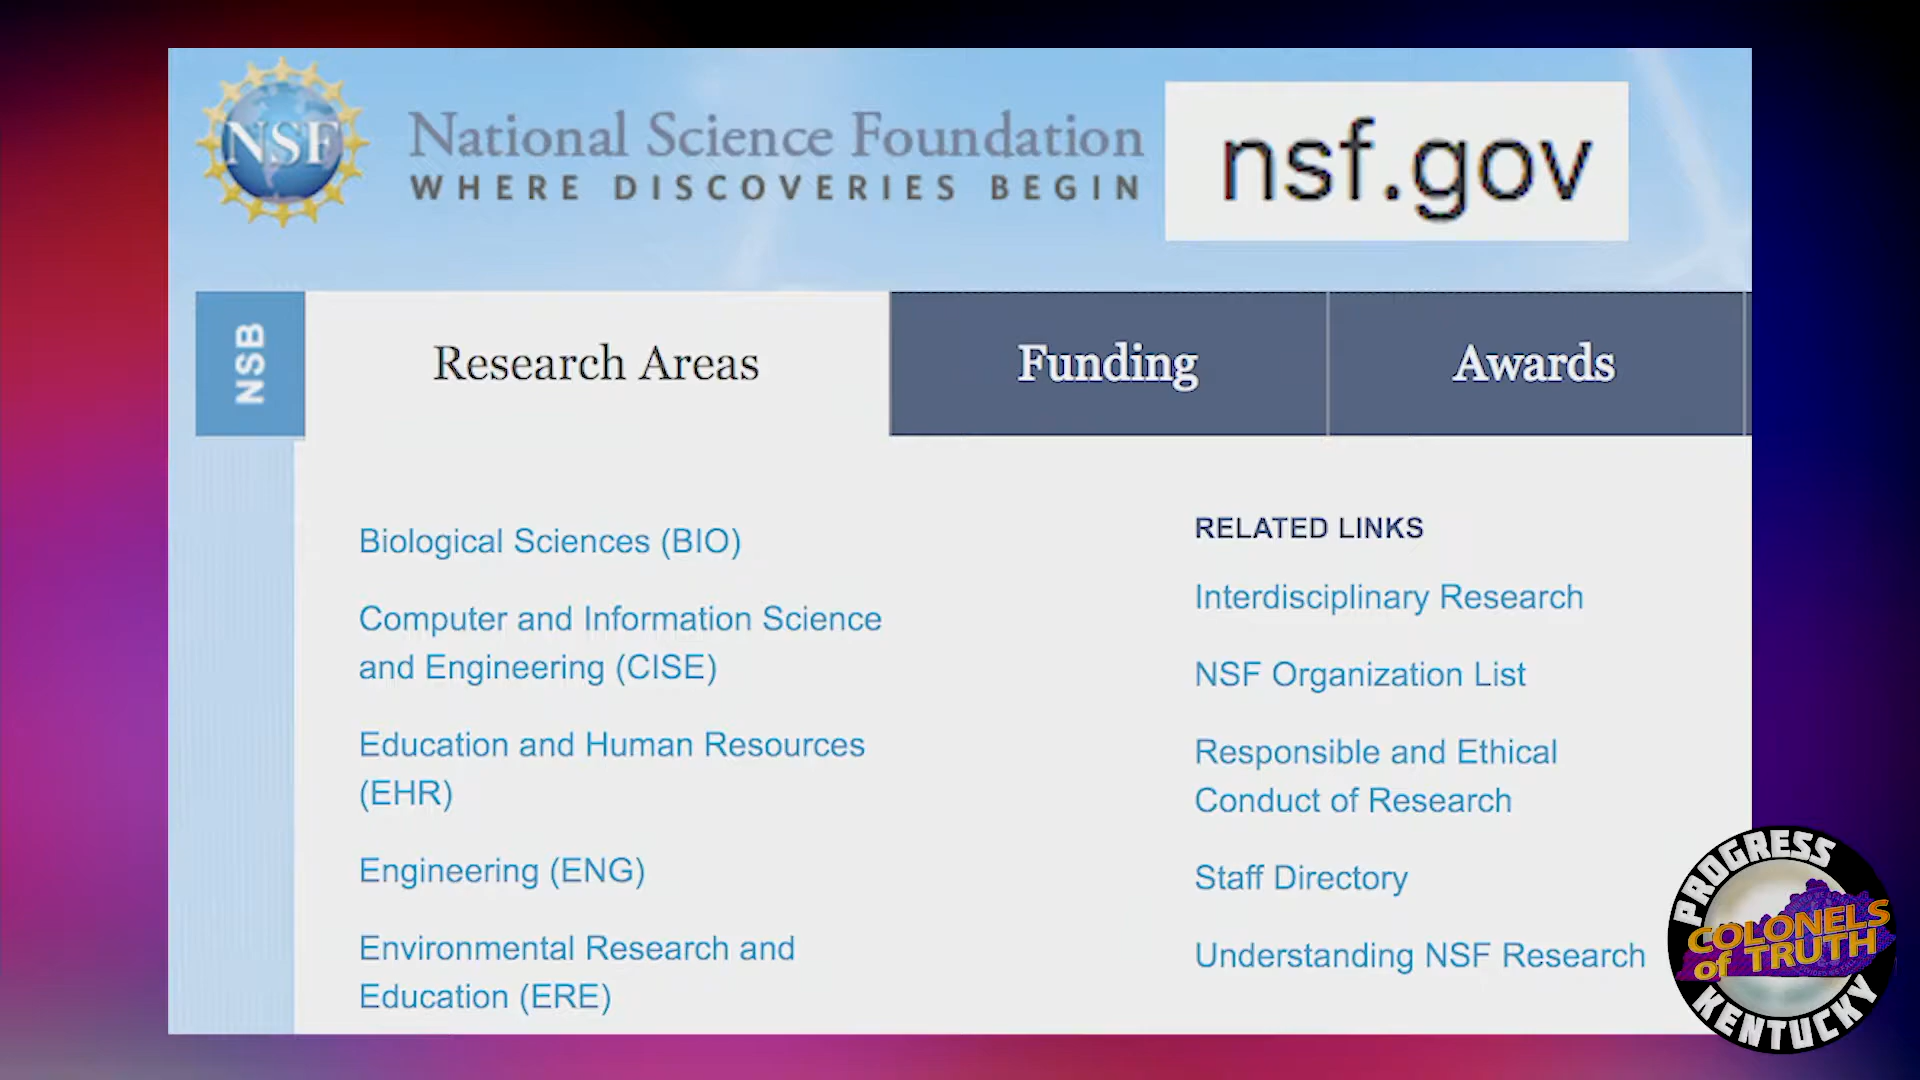 NSF
National Science Foundation
WHERE DISCOVERIES BEGIN
nsf.gov
NSB
Research Areas
Funding
Awards
Biological Sciences (BIO)
Computer and Information Science
and Engineering (CISE)
Education and Human Resources
(EHR)
Engineering (ENG)
Environmental Research and
Education (ERE)
RELATED LINKS
Interdisciplinary Research
NSF Organization List
Responsible and Ethical
Conduct of Research
Staff Directory
Understanding NSF Research
PROGRESS
COLONELS
of TRUTH
KENTUCKY